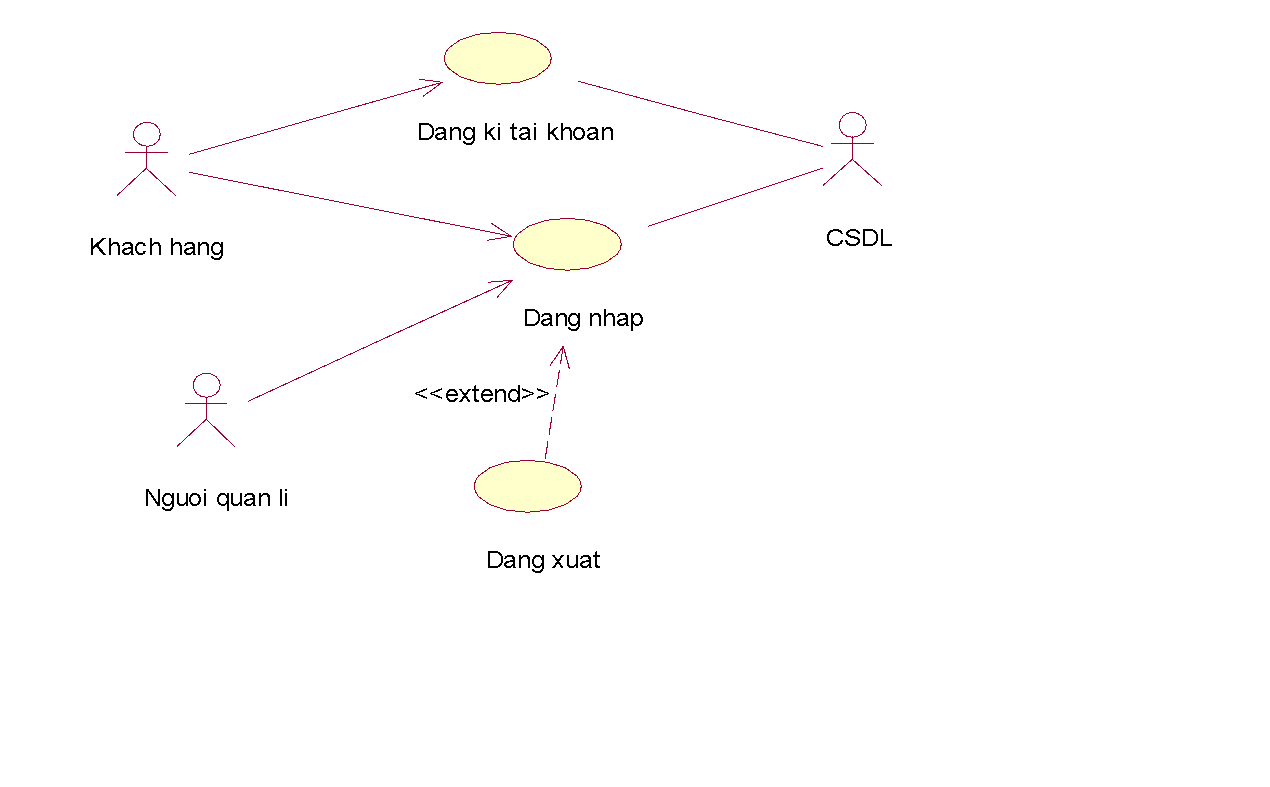 Dang ki tai khoan
Khach hang
CSDL
Dang nhap
<<extend>>
Nguoi quan li
Dang xuat